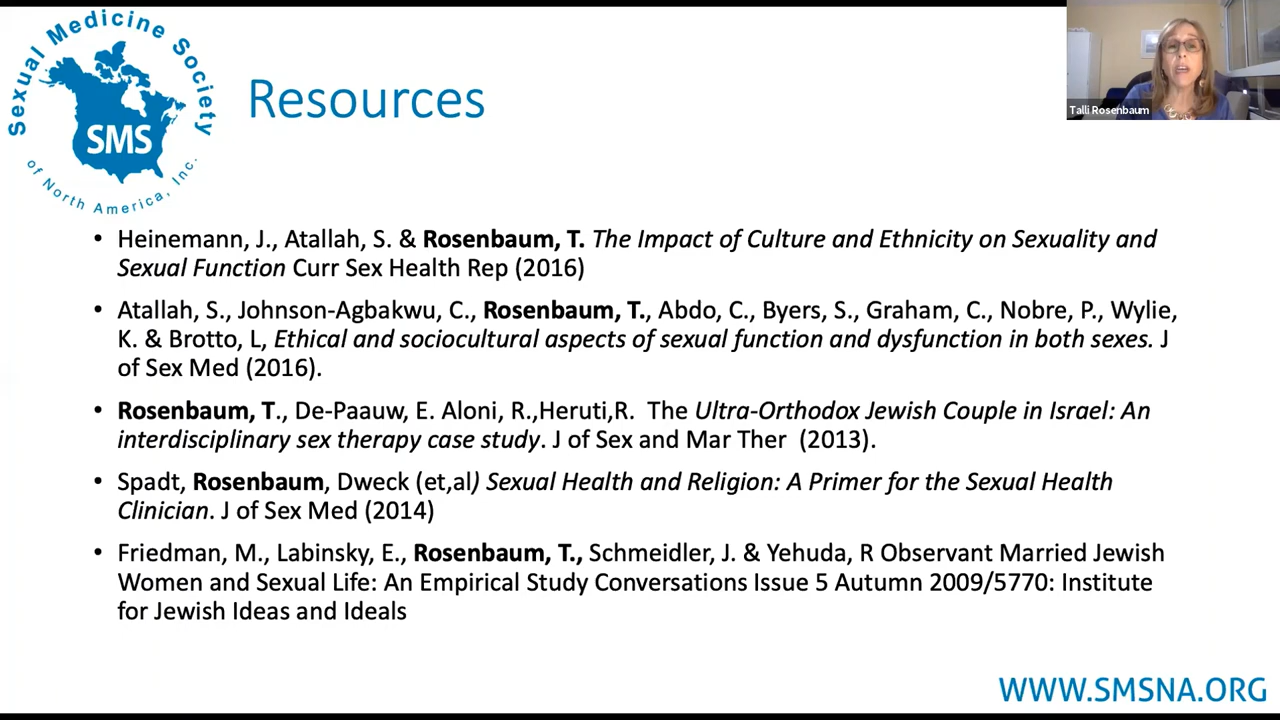 Sexual Medicine Society
SMS
of North America, Inc.
Resources
Talli Rosenbaum
• Heinemann, J., Atallah, S. & Rosenbaum, T. The Impact of Culture and Ethnicity on Sexuality and
Sexual Function Curr Sex Health Rep (2016)
• Atallah, S., Johnson-Agbakwu, C., Rosenbaum, T., Abdo, C., Byers, S., Graham, C., Nobre, P., Wylie,
K. & Brotto, L, Ethical and sociocultural aspects of sexual function and dysfunction in both sexes. J
of Sex Med (2016).
• Rosenbaum, T., De-Paauw, E. Aloni, R.,Heruti,R.  The Ultra-Orthodox Jewish Couple in Israel: An
interdisciplinary sex therapy case study. J of Sex and Mar Ther  (2013).
• Spadt, Rosenbaum, Dweck (et,al) Sexual Health and Religion: A Primer for the Sexual Health
Clinician. J of Sex Med (2014)
• Friedman, M., Labinsky, E., Rosenbaum, T., Schmeidler, J. & Yehuda, R Observant Married Jewish
Women and Sexual Life: An Empirical Study Conversations Issue 5 Autumn 2009/5770: Institute
for Jewish Ideas and Ideals
WWW.SMSNA.ORG